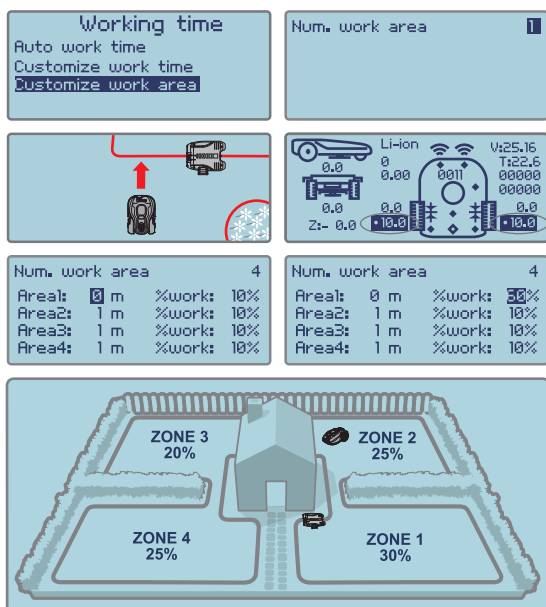 Working time
Auto work time
Customize work time
Customize work area
Num. work area 1
Li-ion
V:25.16
0.0 0 T:22.6
0.00 0011 00000
00000
0.0 0.0 0.0
Z:- 0.0 •10.0 •10.0
Num. work area 4
Area1: 0 m %work: 10%
Area2: 1 m %work: 10%
Area3: 1 m %work: 10%
Area4: 1 m %work: 10%
Num. work area 4
Area1: 0 m %work: 30%
Area2: 1 m %work: 10%
Area3: 1 m %work: 10%
Area4: 1 m %work: 10%
ZONE 3
20%
ZONE 2
25%
ZONE 4
25%
ZONE 1
30%